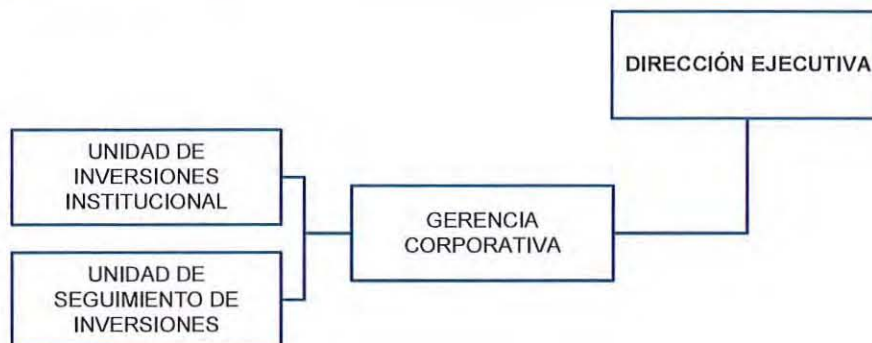 DIRECCIÓN EJECUTIVA
UNIDAD DE
INVERSIONES
INSTITUCIONAL
GERENCIA
CORPORATIVA
UNIDAD DE
SEGUIMIENTO DE
INVERSIONES